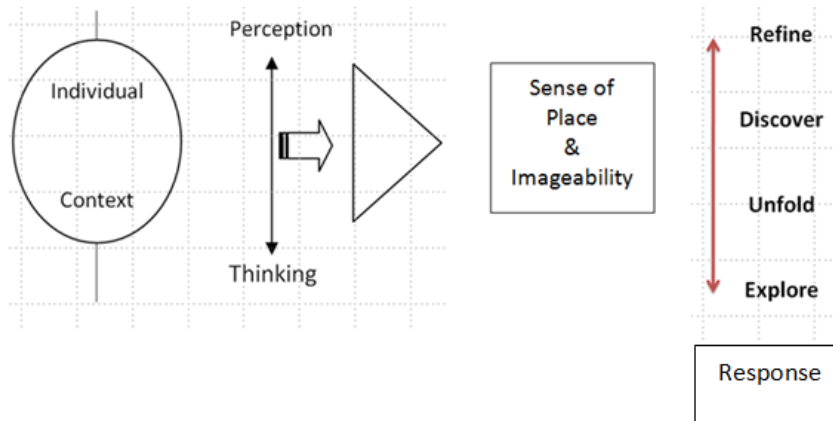 Individual
Context
Perception
Thinking
Sense of
Place
&
Imageability
Refine
Discover
Unfold
Explore
Response